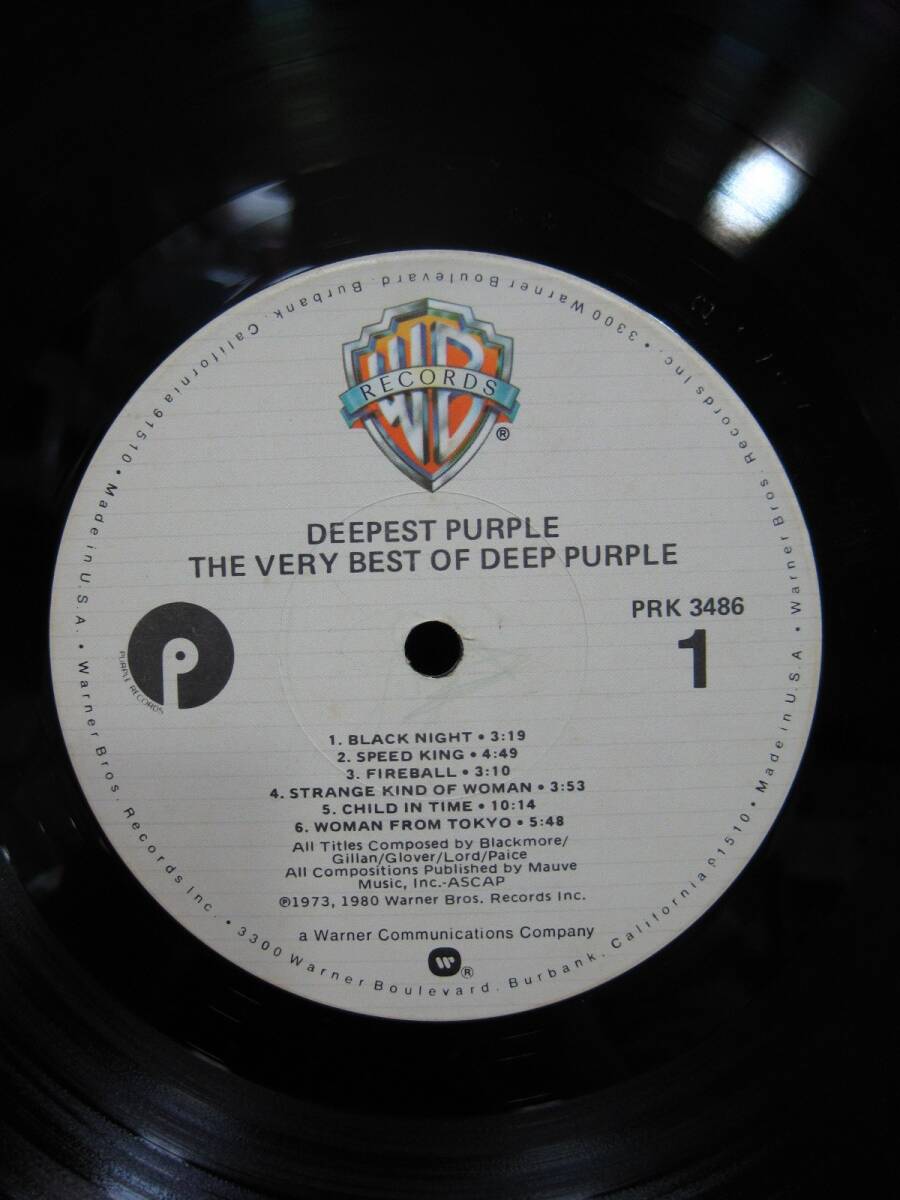 Warner Bros. Records Inc. • 3300 Warner Boulevard. Burbank, California 91510 • Made in U.S.A. • Warner Bros. Records Inc. • 3300 Warner Boulevard. Burbank, California 91510 • Made in U.S.A. •
WB
RECORDS
®
DEEPEST PURPLE
THE VERY BEST OF DEEP PURPLE
PRK 3486
1
P
PURPLE RECORDS
1. BLACK NIGHT • 3:19
2. SPEED KING • 4:49
3. FIREBALL • 3:10
4. STRANGE KIND OF WOMAN • 3:53
5. CHILD IN TIME • 10:14
6. WOMAN FROM TOKYO • 5:48
All Titles Composed by Blackmore/
Gillan/Glover/Lord/Paice
All Compositions Published by Mauve
Music, Inc.-ASCAP
℗1973, 1980 Warner Bros. Records Inc.
a Warner Communications Company
®